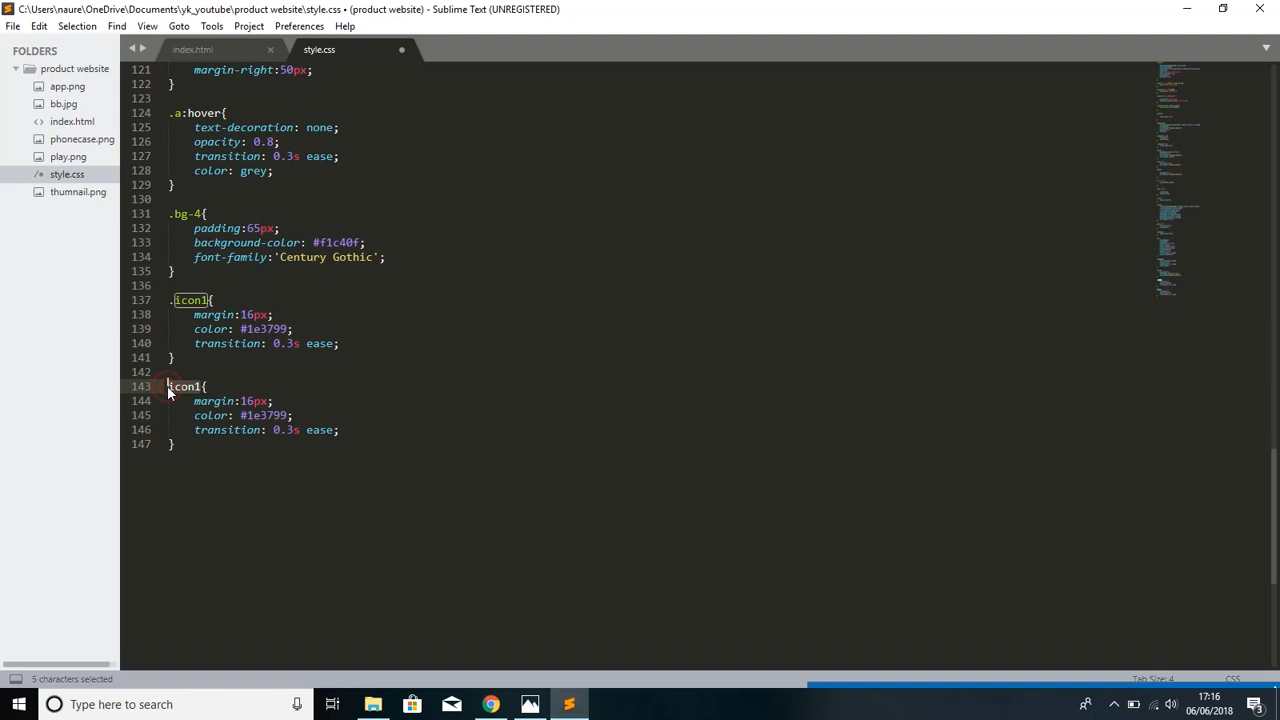 C:\Users\naure\OneDrive\Documents\yk_youtube\product website\style.css • (product website) - Sublime Text (UNREGISTERED)
File Edit Selection Find View Goto Tools Project Preferences Help
FOLDERS
product website
app.png
bb.jpg
index.html
phonecase.png
play.png
style.css
thumnail.png
index.html
style.css
121 margin-right:50px;
122 }
123
124 .a:hover{
125 text-decoration: none;
126 opacity: 0.8;
127 transition: 0.3s ease;
128 color: grey;
129 }
130
131 .bg-4{
132 padding:65px;
133 background-color: #f1c40f;
134 font-family:'Century Gothic';
135 }
136
137 .icon1{
138 margin:16px;
139 color: #1e3799;
140 transition: 0.3s ease;
141 }
142
143 icon1{
144 margin:16px;
145 color: #1e3799;
146 transition: 0.3s ease;
147 }
5 characters selected
Tab Size: 4 CSS
Type here to search
17:16
06/06/2018
3